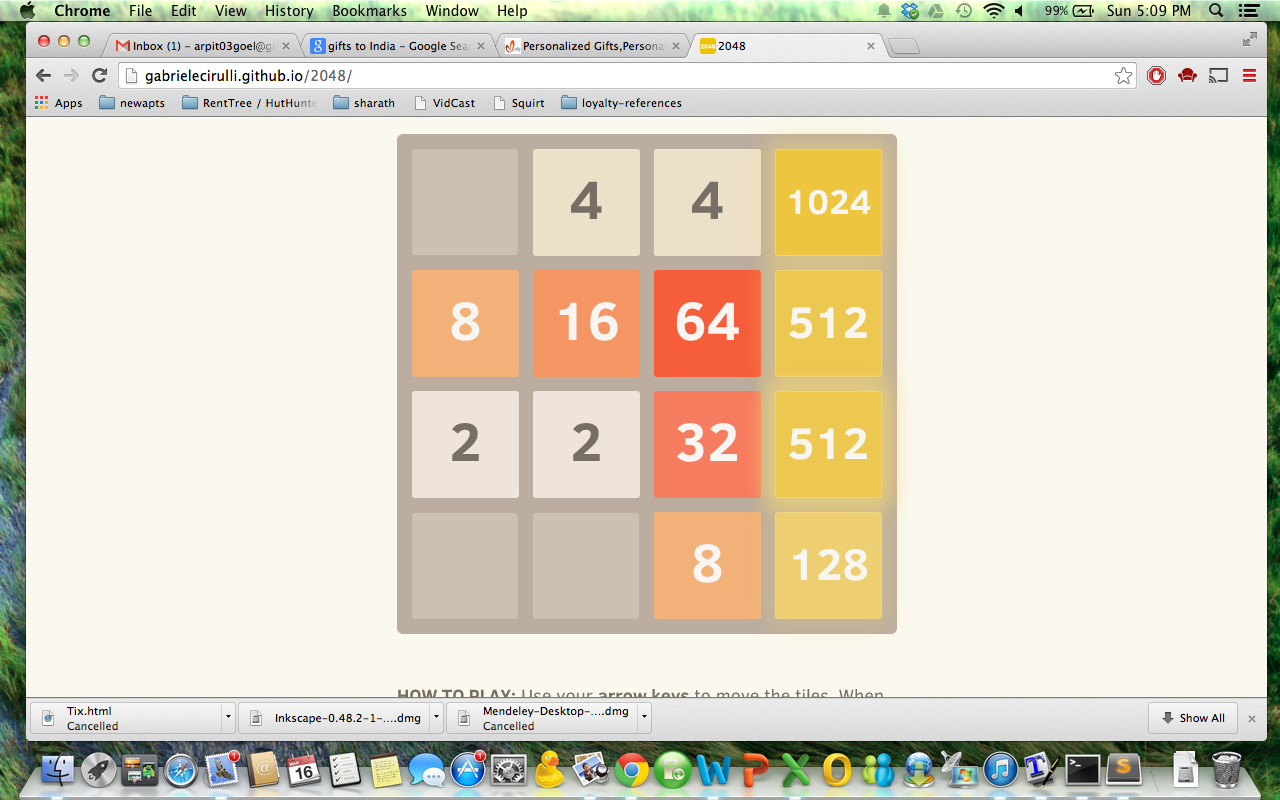 Chrome File Edit View History Bookmarks Window Help 99% Sun 5:09 PM
Inbox (1) – arpit03goel@g gifts to India – Google Sea Personalized Gifts,Persona 2048 2048
gabrielecirulli.github.io/2048/
Apps newapts RentTree / HutHunte sharath VidCast Squirt loyalty-references
4 4 1024
8 16 64 512
2 2 32 512
8 128
HOW TO PLAY: Use your arrow keys to move the tiles. When
Tix.html
Cancelled
Inkscape-0.48.2-1-....dmg
Mendeley-Desktop-....dmg
Cancelled
Show All
MAR
16
1
1